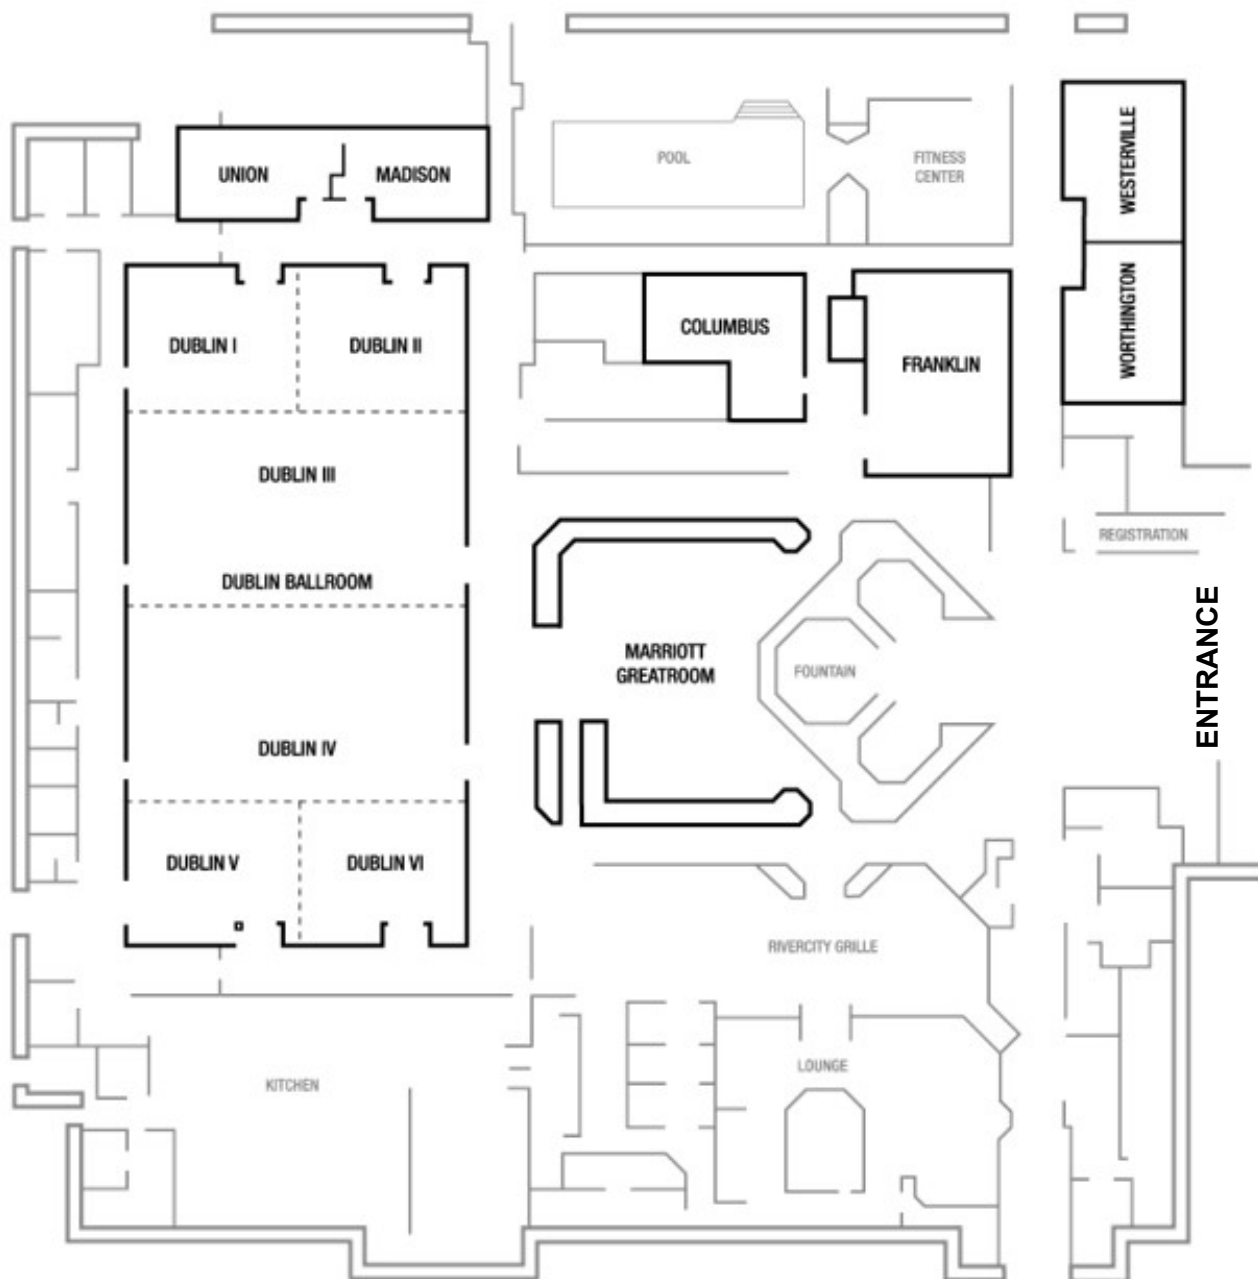 WESTERVILLE
POOL
FITNESS
CENTER
UNION
MADISON
WORTHINGTON
COLUMBUS
DUBLIN I
DUBLIN II
FRANKLIN
DUBLIN III
REGISTRATION
DUBLIN BALLROOM
ENTRANCE
MARRIOTT
GREATROOM
FOUNTAIN
DUBLIN IV
DUBLIN V
DUBLIN VI
RIVERCITY GRILLE
LOUNGE
KITCHEN